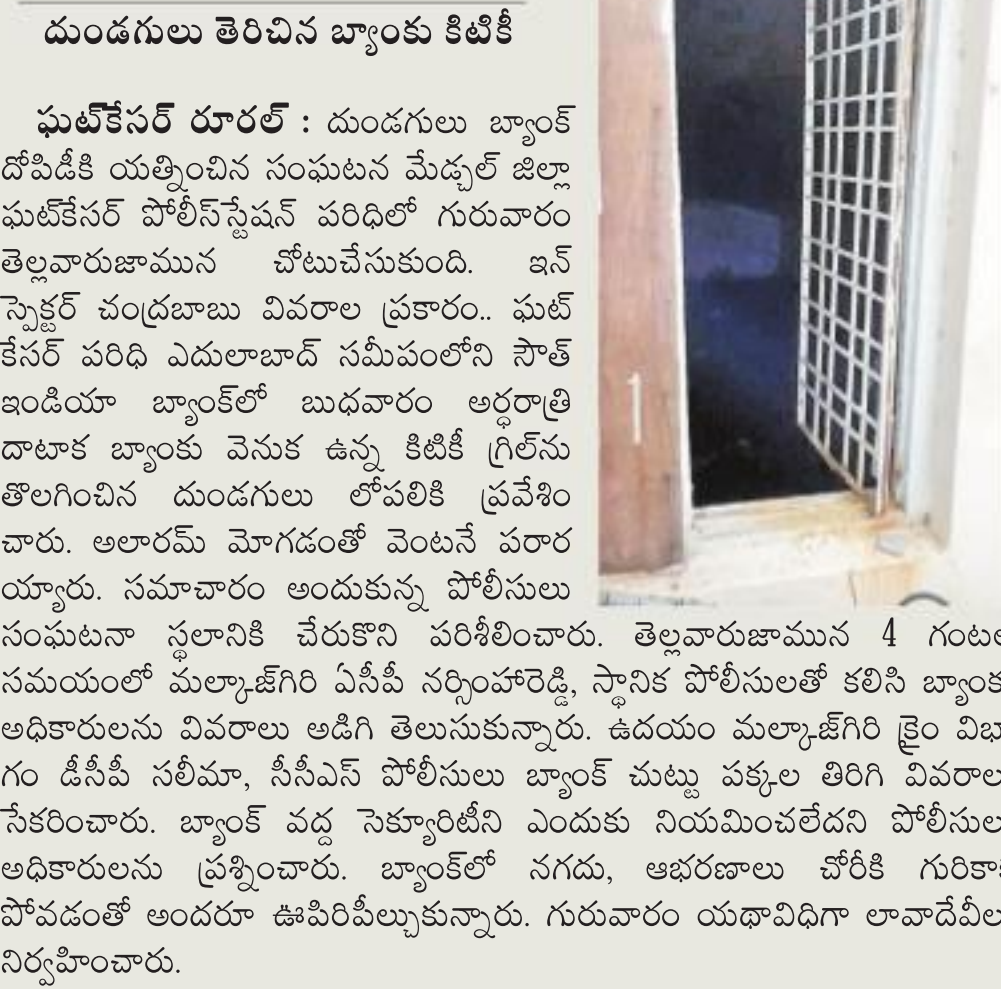 దుండగులు తెరిచిన బ్యాంకు కిటికీ
ఘట్‌కేసర్ రూరల్ : దుండగులు బ్యాంక్
దోపిడీకి యత్నించిన సంఘటన మేడ్చల్ జిల్లా
ఘట్‌కేసర్ పోలీస్‌స్టేషన్ పరిధిలో గురువారం
తెల్లవారుజామున చోటుచేసుకుంది. ఇన్
స్పెక్టర్ చంద్రబాబు వివరాల ప్రకారం.. ఘట్
కేసర్ పరిధి ఎదులాబాద్ సమీపంలోని సౌత్
ఇండియా బ్యాంక్‌లో బుధవారం అర్ధరాత్రి
దాటాక బ్యాంకు వెనుక ఉన్న కిటికీ గ్రిల్‌ను
తొలగించిన దుండగులు లోపలికి ప్రవేశిం
చారు. అలారమ్ మోగడంతో వెంటనే పరార
య్యారు. సమాచారం అందుకున్న పోలీసులు
సంఘటనా స్థలానికి చేరుకొని పరిశీలించారు. తెల్లవారుజామున 4 గంటల
సమయంలో మల్కాజ్‌గిరి ఏసీపీ నర్సింహారెడ్డి, స్థానిక పోలీసులతో కలిసి బ్యాంక
అధికారులను వివరాలు అడిగి తెలుసుకున్నారు. ఉదయం మల్కాజ్‌గిరి క్రైం విభా
గం డీసీపీ సలీమా, సీసీఎస్ పోలీసులు బ్యాంక్ చుట్టు పక్కల తిరిగి వివరాల
సేకరించారు. బ్యాంక్ వద్ద సెక్యూరిటీని ఎందుకు నియమించలేదని పోలీసుల
అధికారులను ప్రశ్నించారు. బ్యాంక్‌లో నగదు, ఆభరణాలు చోరీకి గురికాక
పోవడంతో అందరూ ఊపిరిపీల్చుకున్నారు. గురువారం యథావిధిగా లావాదేవీల
నిర్వహించారు.